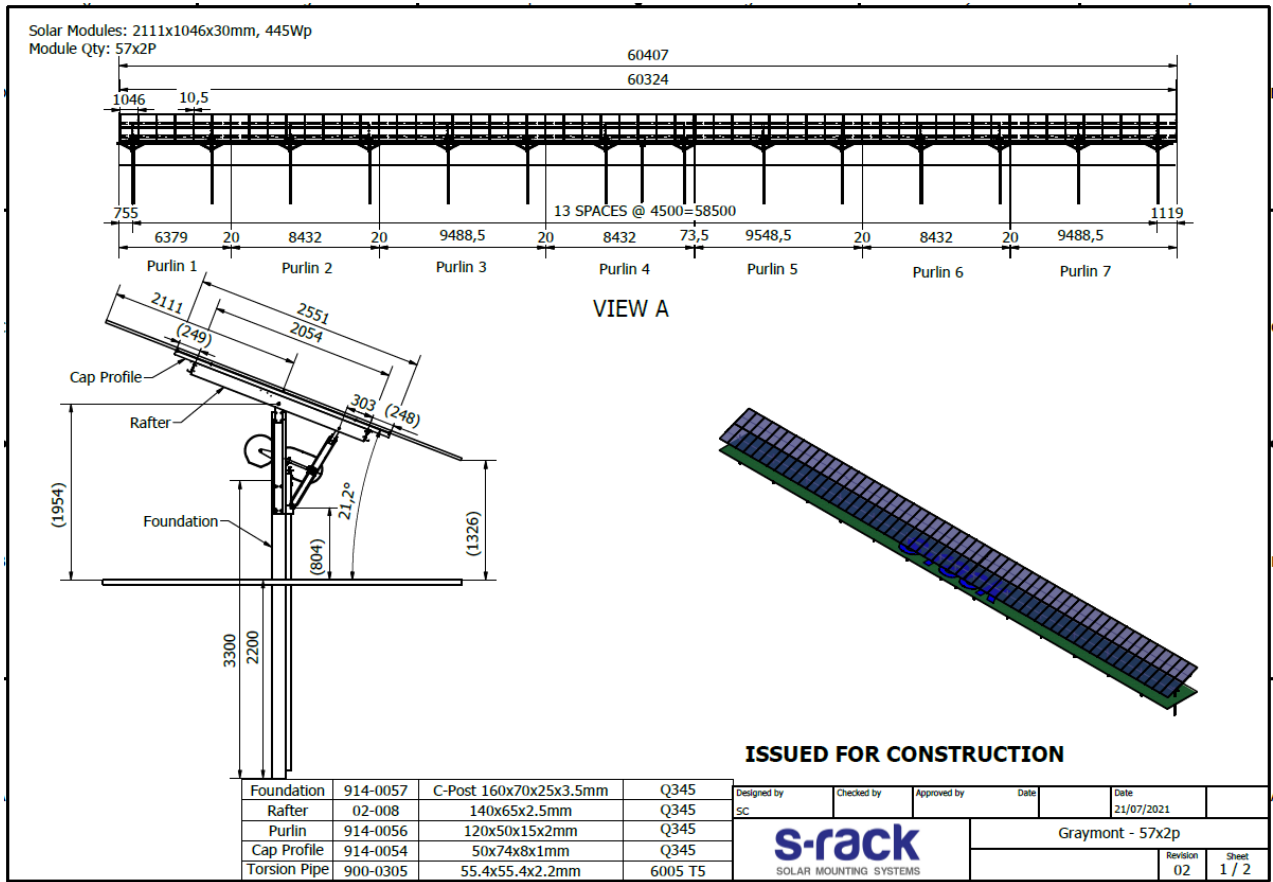 Solar Modules: 2111x1046x30mm, 445Wp
Module Qty: 57x2P
60407
60324
1046 10,5
755 13 SPACES @ 4500=58500 1119
6379 20 8432 20 9488,5 20 8432 73,5 9548,5 20 8432 20 9488,5
Purlin 1 Purlin 2 Purlin 3 Purlin 4 Purlin 5 Purlin 6 Purlin 7
VIEW A
2111
2551
2054
(249)
Cap Profile
Rafter
303 (248)
(1954)
21,2°
Foundation
(804)
(1326)
3300
2200
ISSUED FOR CONSTRUCTION
Foundation 914-0057 C-Post 160x70x25x3.5mm Q345
Rafter 02-008 140x65x2.5mm Q345
Purlin 914-0056 120x50x15x2mm Q345
Cap Profile 914-0054 50x74x8x1mm Q345
Torsion Pipe 900-0305 55.4x55.4x2.2mm 6005 T5
Designed by Checked by Approved by Date Date
SC 21/07/2021
s-rack
SOLAR MOUNTING SYSTEMS
Graymont - 57x2p
Revision Sheet
02 1 / 2